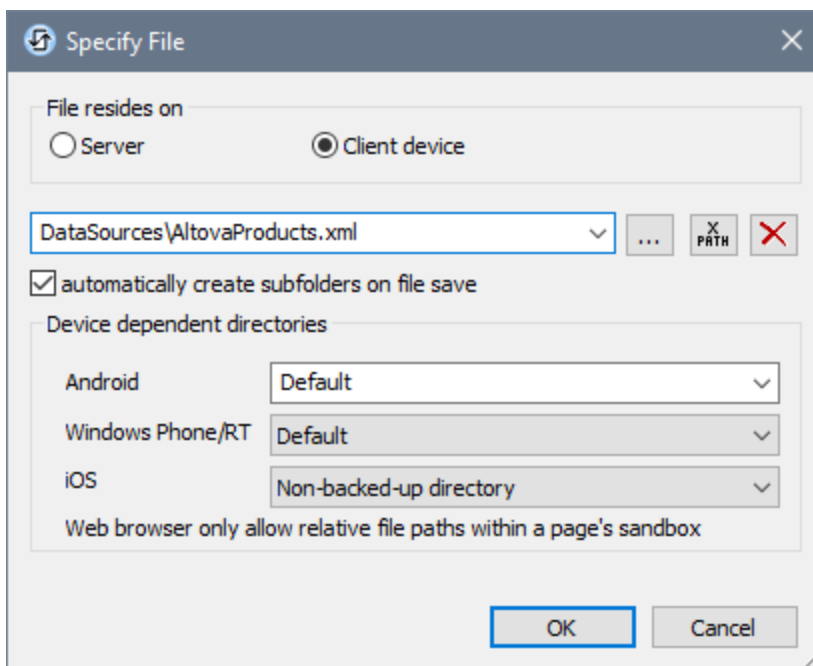 Specify File
File resides on
Server
Client device
DataSources\AltovaProducts.xml
...
X
PATH
automatically create subfolders on file save
Device dependent directories
Android
Default
Windows Phone/RT
Default
iOS
Non-backed-up directory
Web browser only allow relative file paths within a page's sandbox
OK
Cancel